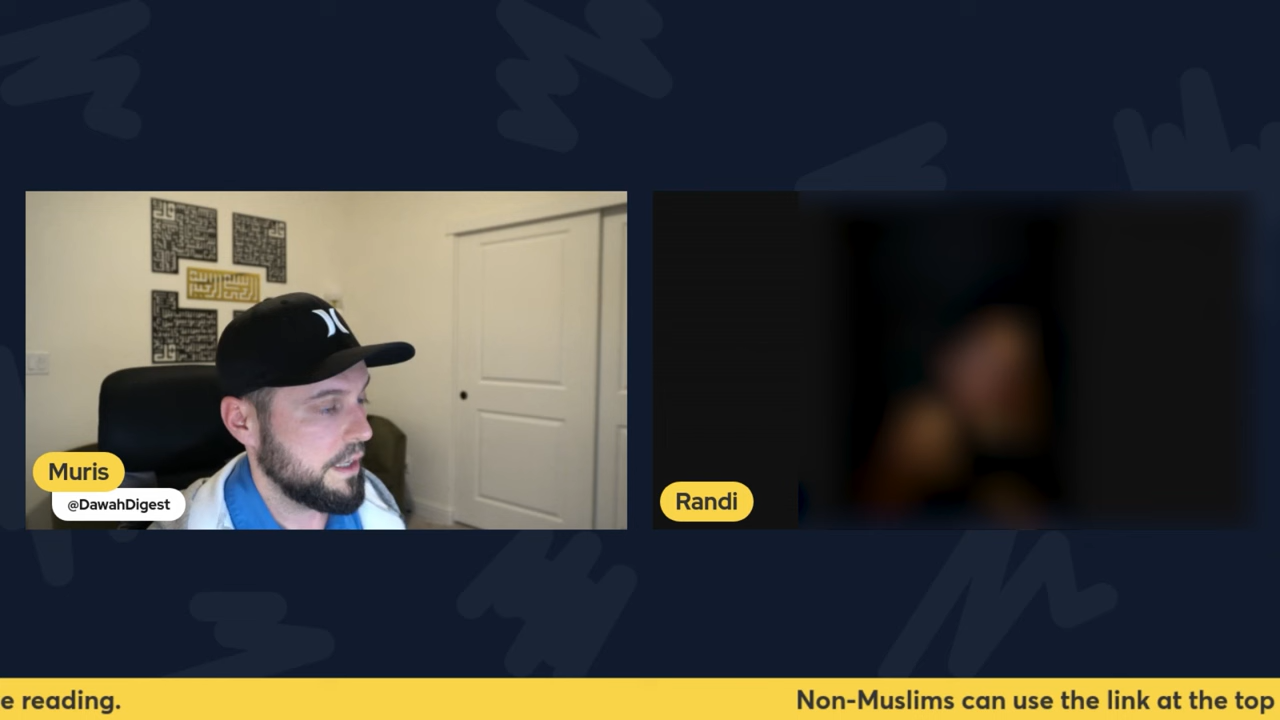 Muris
@DawahDigest
Randi
e reading.
Non-Muslims can use the link at the top